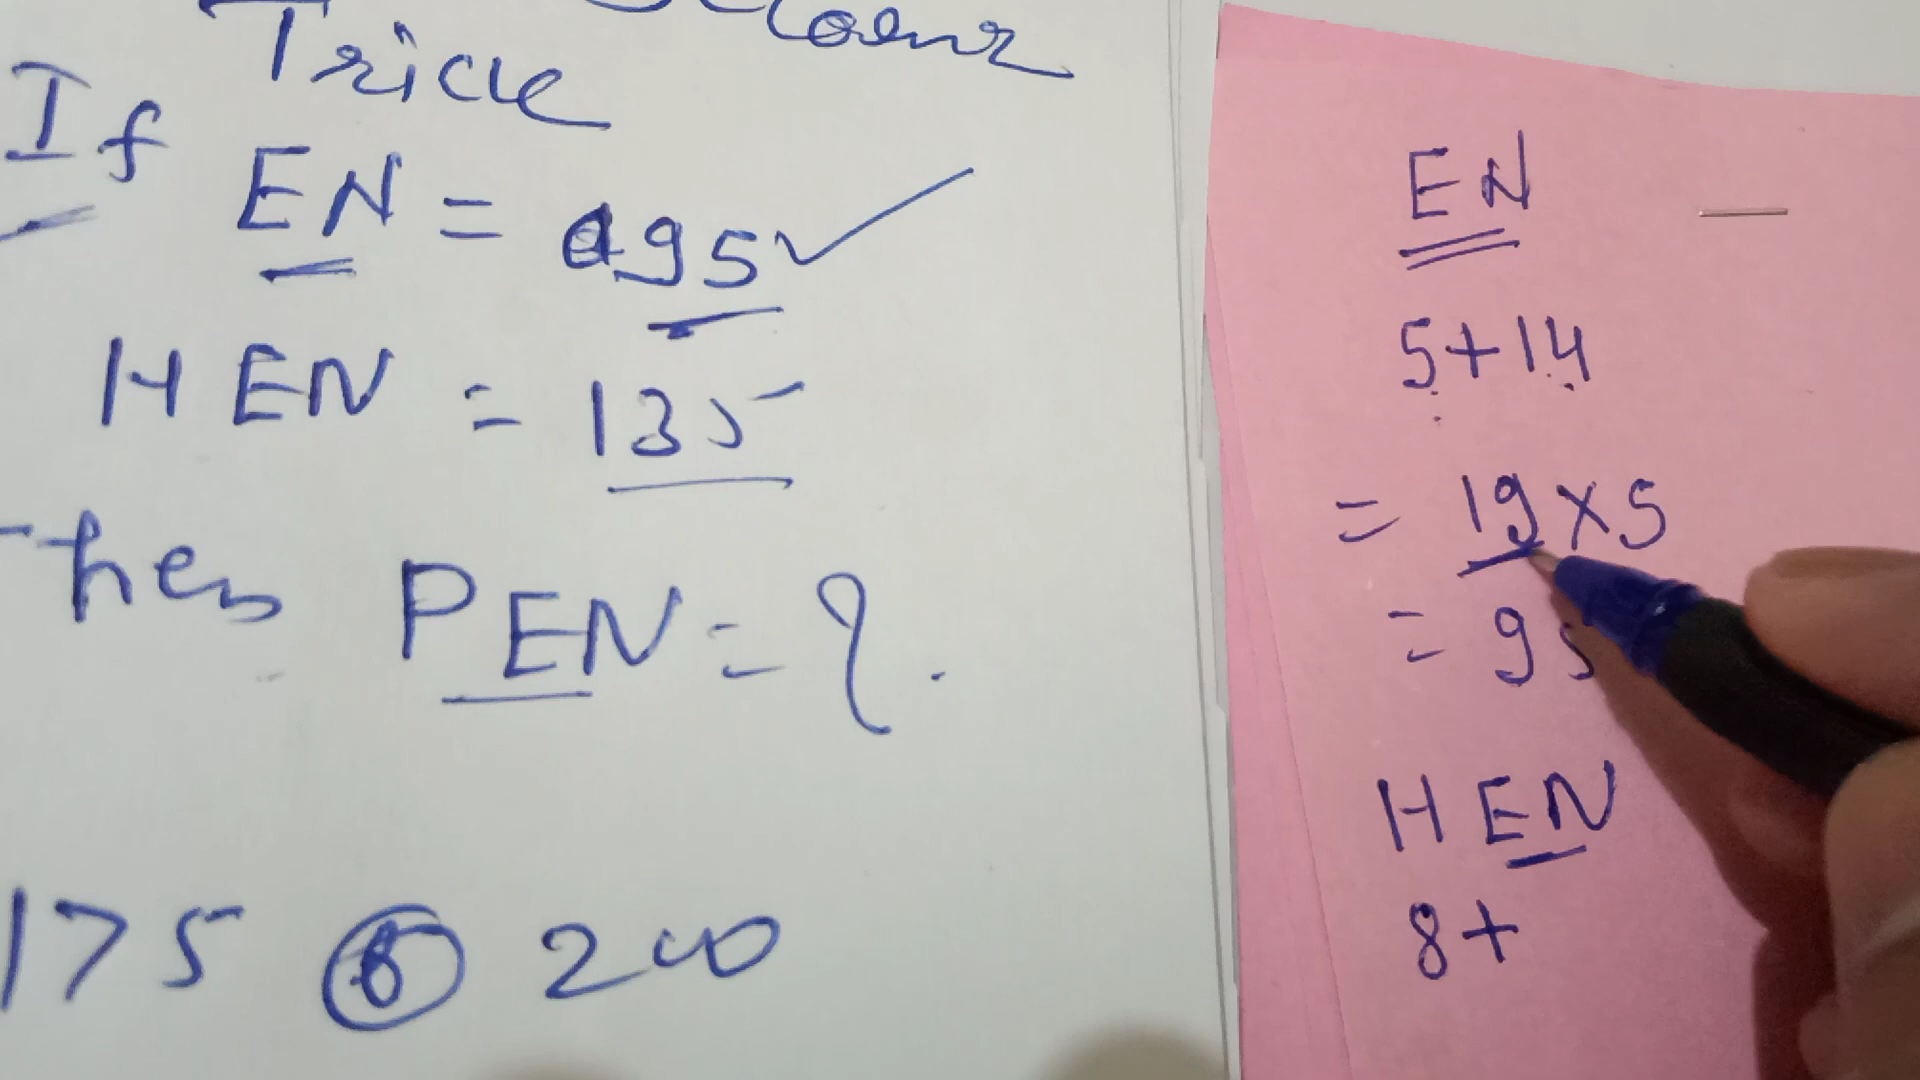 Trick
If EN = 95
HEN = 135
then PEN = ?
175 b 200
EN
5+14
= 19×5
= 95
HEN
8+